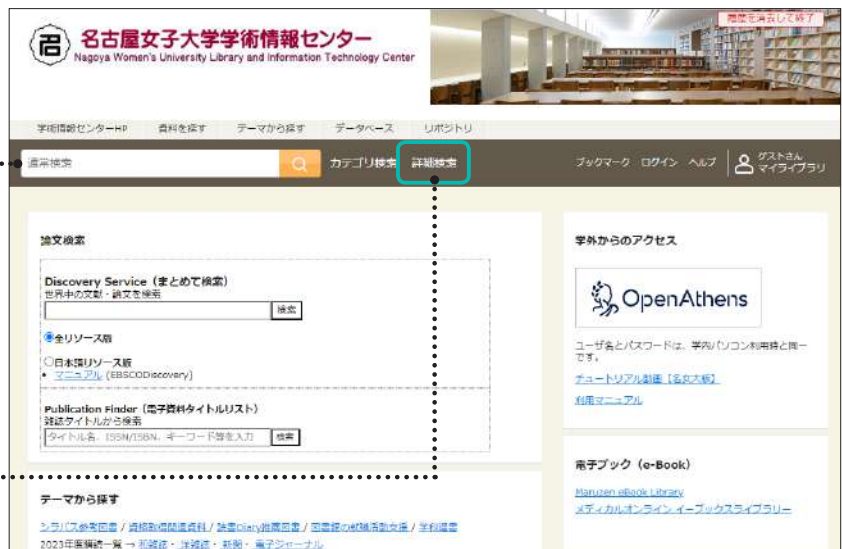 履歴を消去して終了
名古屋女子大学学術情報センター
Nagoya Women's University Library and Information Technology Center
学術情報センターHP 資料を探す テーマから探す データベース リポジトリ
通常検索 カテゴリ検索 詳細検索 ブックマーク ログイン ヘルプ ゲストさん
マイライブラリ
論文検索
Discovery Service（まとめて検索）
世界中の文献・論文を検索
検索
全リソース版
日本語リソース版
マニュアル (EBSCODiscovery)
Publication Finder（電子資料タイトルリスト）
雑誌タイトルから検索
タイトル名、ISSN/ISBN、キーワード等を入力 検索
テーマから探す
シラバス参考図書 / 資格取得関連資料 / 読書Diary推薦図書 / 図書館の就職活動支援 / 学科選書
2023年度購読一覧 → 和雑誌・洋雑誌・新聞・電子ジャーナル
学外からのアクセス
OpenAthens
ユーザ名とパスワードは、学内パソコン利用時と同一
です。
チュートリアル動画【名女大版】
利用マニュアル
電子ブック（e-Book）
Maruzen eBook Library
メディカルオンライン イーブックスライブラリー